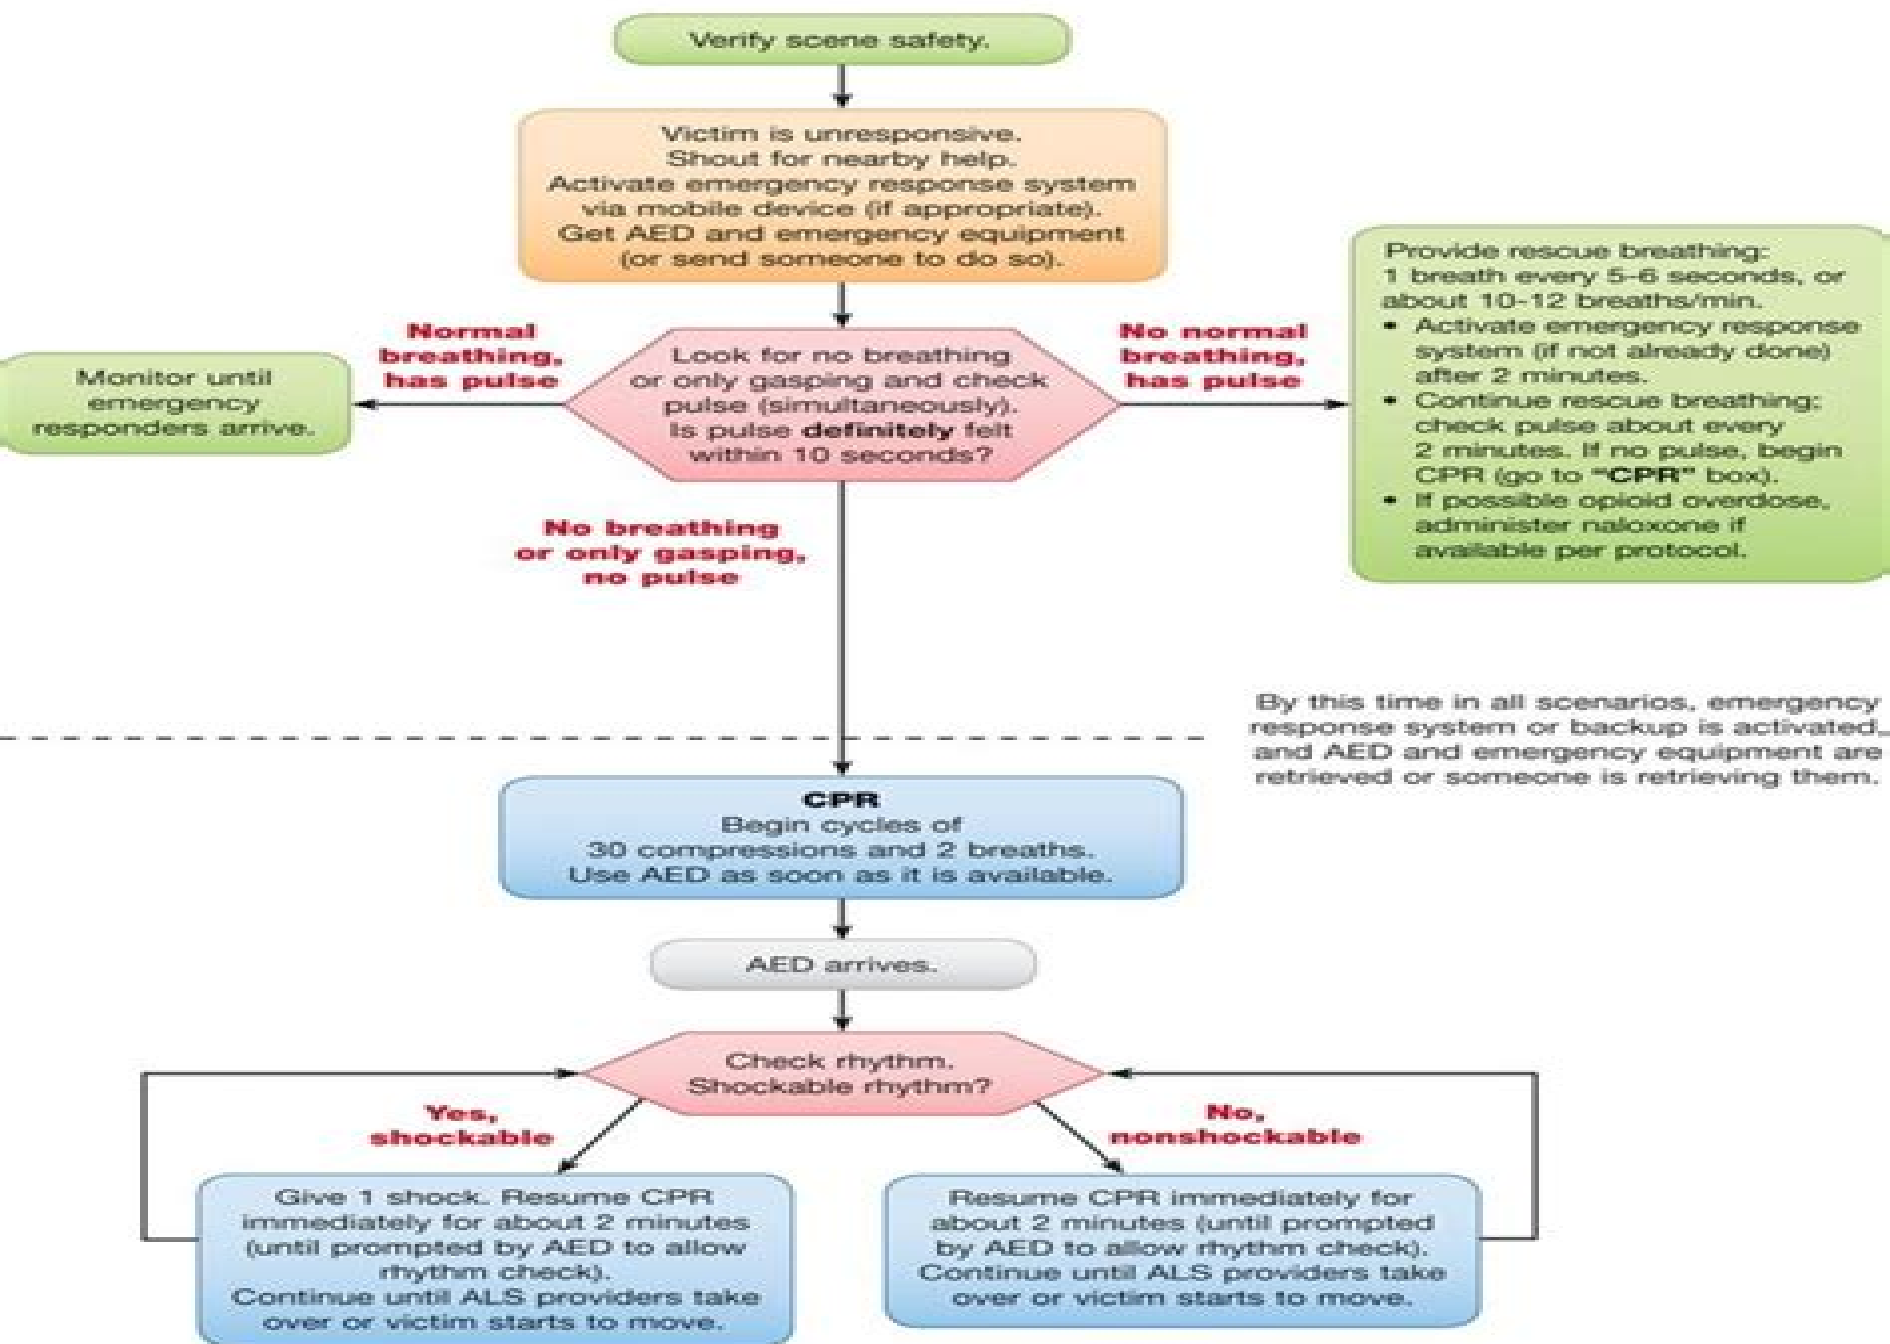 Verify scene safety.
Victim is unresponsive.
Shout for nearby help.
Activate emergency response system
via mobile device (if appropriate).
Get AED and emergency equipment
(or send someone to do so).
Normal
breathing,
has pulse
Monitor until
emergency
responders arrive.
Look for no breathing
or only gasping and check
pulse (simultaneously).
Is pulse definitely felt
within 10 seconds?
No normal
breathing,
has pulse
Provide rescue breathing:
1 breath every 5-6 seconds, or
about 10-12 breaths/min.
• Activate emergency response
system (if not already done)
after 2 minutes.
• Continue rescue breathing;
check pulse about every
2 minutes. If no pulse, begin
CPR (go to “CPR” box).
• If possible opioid overdose,
administer naloxone if
available per protocol.
No breathing
or only gasping,
no pulse
By this time in all scenarios, emergency
response system or backup is activated,
and AED and emergency equipment are
retrieved or someone is retrieving them.
CPR
Begin cycles of
30 compressions and 2 breaths.
Use AED as soon as it is available.
AED arrives.
Check rhythm.
Shockable rhythm?
Yes,
shockable
No,
nonshockable
Give 1 shock. Resume CPR
immediately for about 2 minutes
(until prompted by AED to allow
rhythm check).
Continue until ALS providers take
over or victim starts to move.
Resume CPR immediately for
about 2 minutes (until prompted
by AED to allow rhythm check).
Continue until ALS providers take
over or victim starts to move.